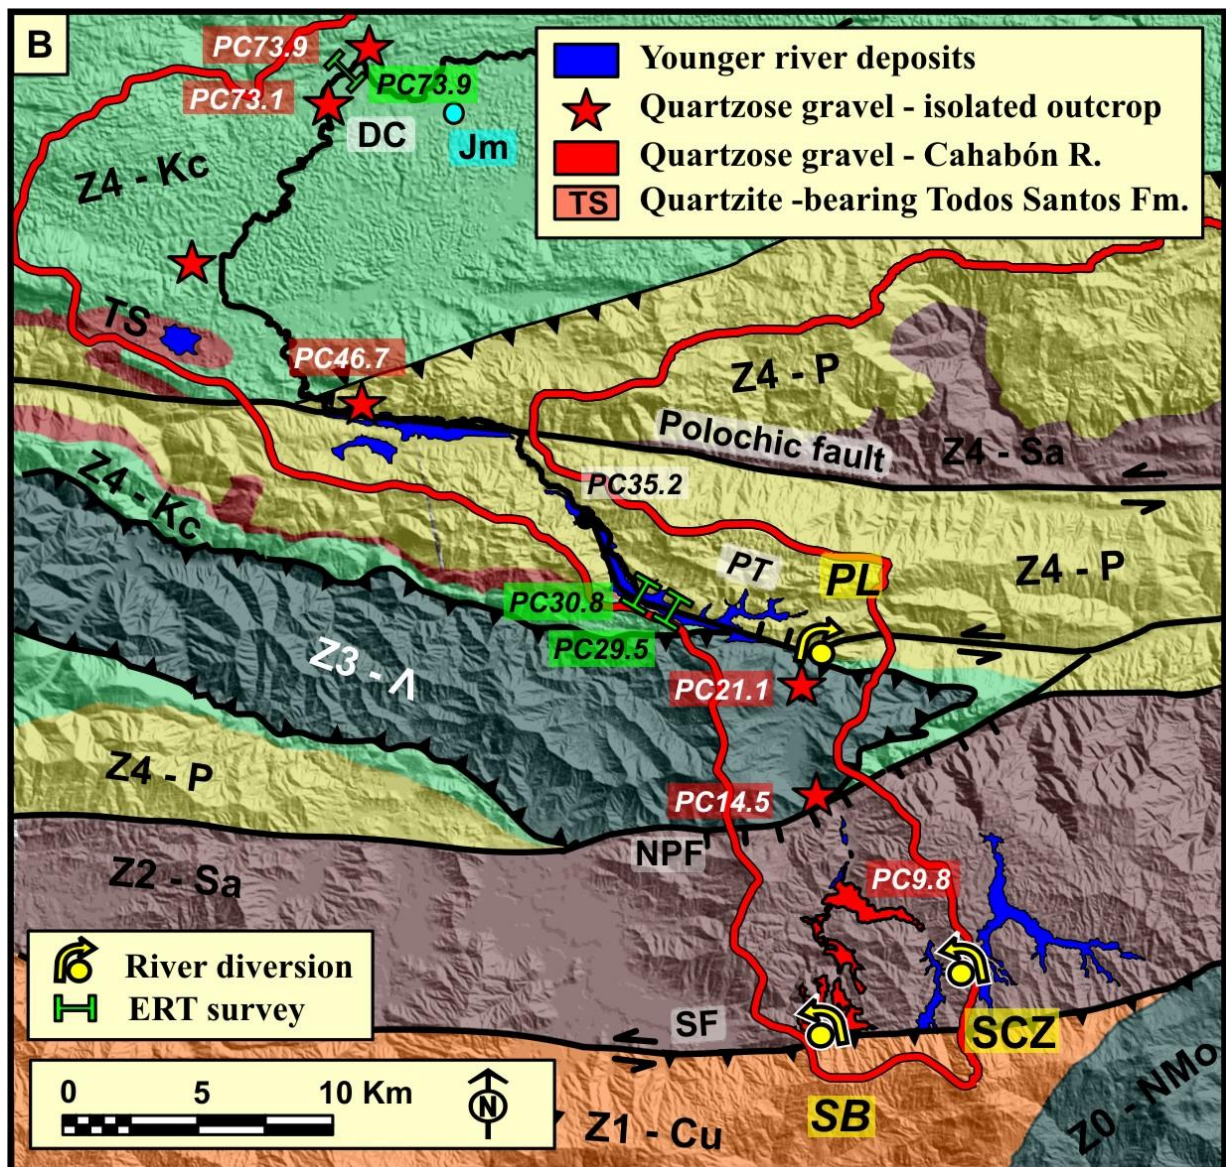 B
PC73.9
PC73.1
PC73.9
DC
Jm
Younger river deposits
Quartzose gravel - isolated outcrop
Quartzose gravel - Cahabón R.
TS
Quartzite -bearing Todos Santos Fm.
Z4 - Kc
TS
PC46.7
Z4 - P
Polochic fault
Z4 - Sa
Z4 - Kc
PC35.2
PT
PL
Z4 - P
PC30.8
PC29.5
Z3 - Λ
PC21.1
Z4 - P
PC14.5
NPF
Z2 - Sa
PC9.8
River diversion
ERT survey
SF
SCZ
0 5 10 Km
N
SB
Z1 - Cu
Z0 - NMo